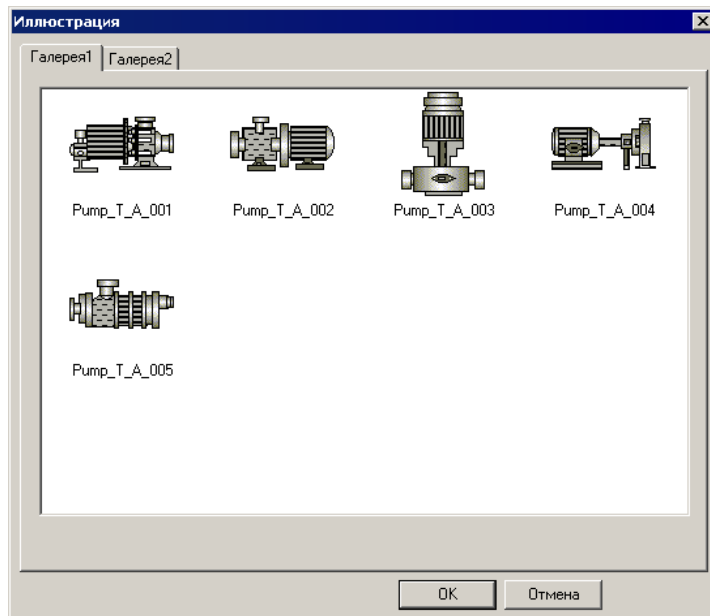 Иллюстрация
Галерея1 Галерея2
Pump_T_A_001 Pump_T_A_002 Pump_T_A_003 Pump_T_A_004
Pump_T_A_005
OK Отмена